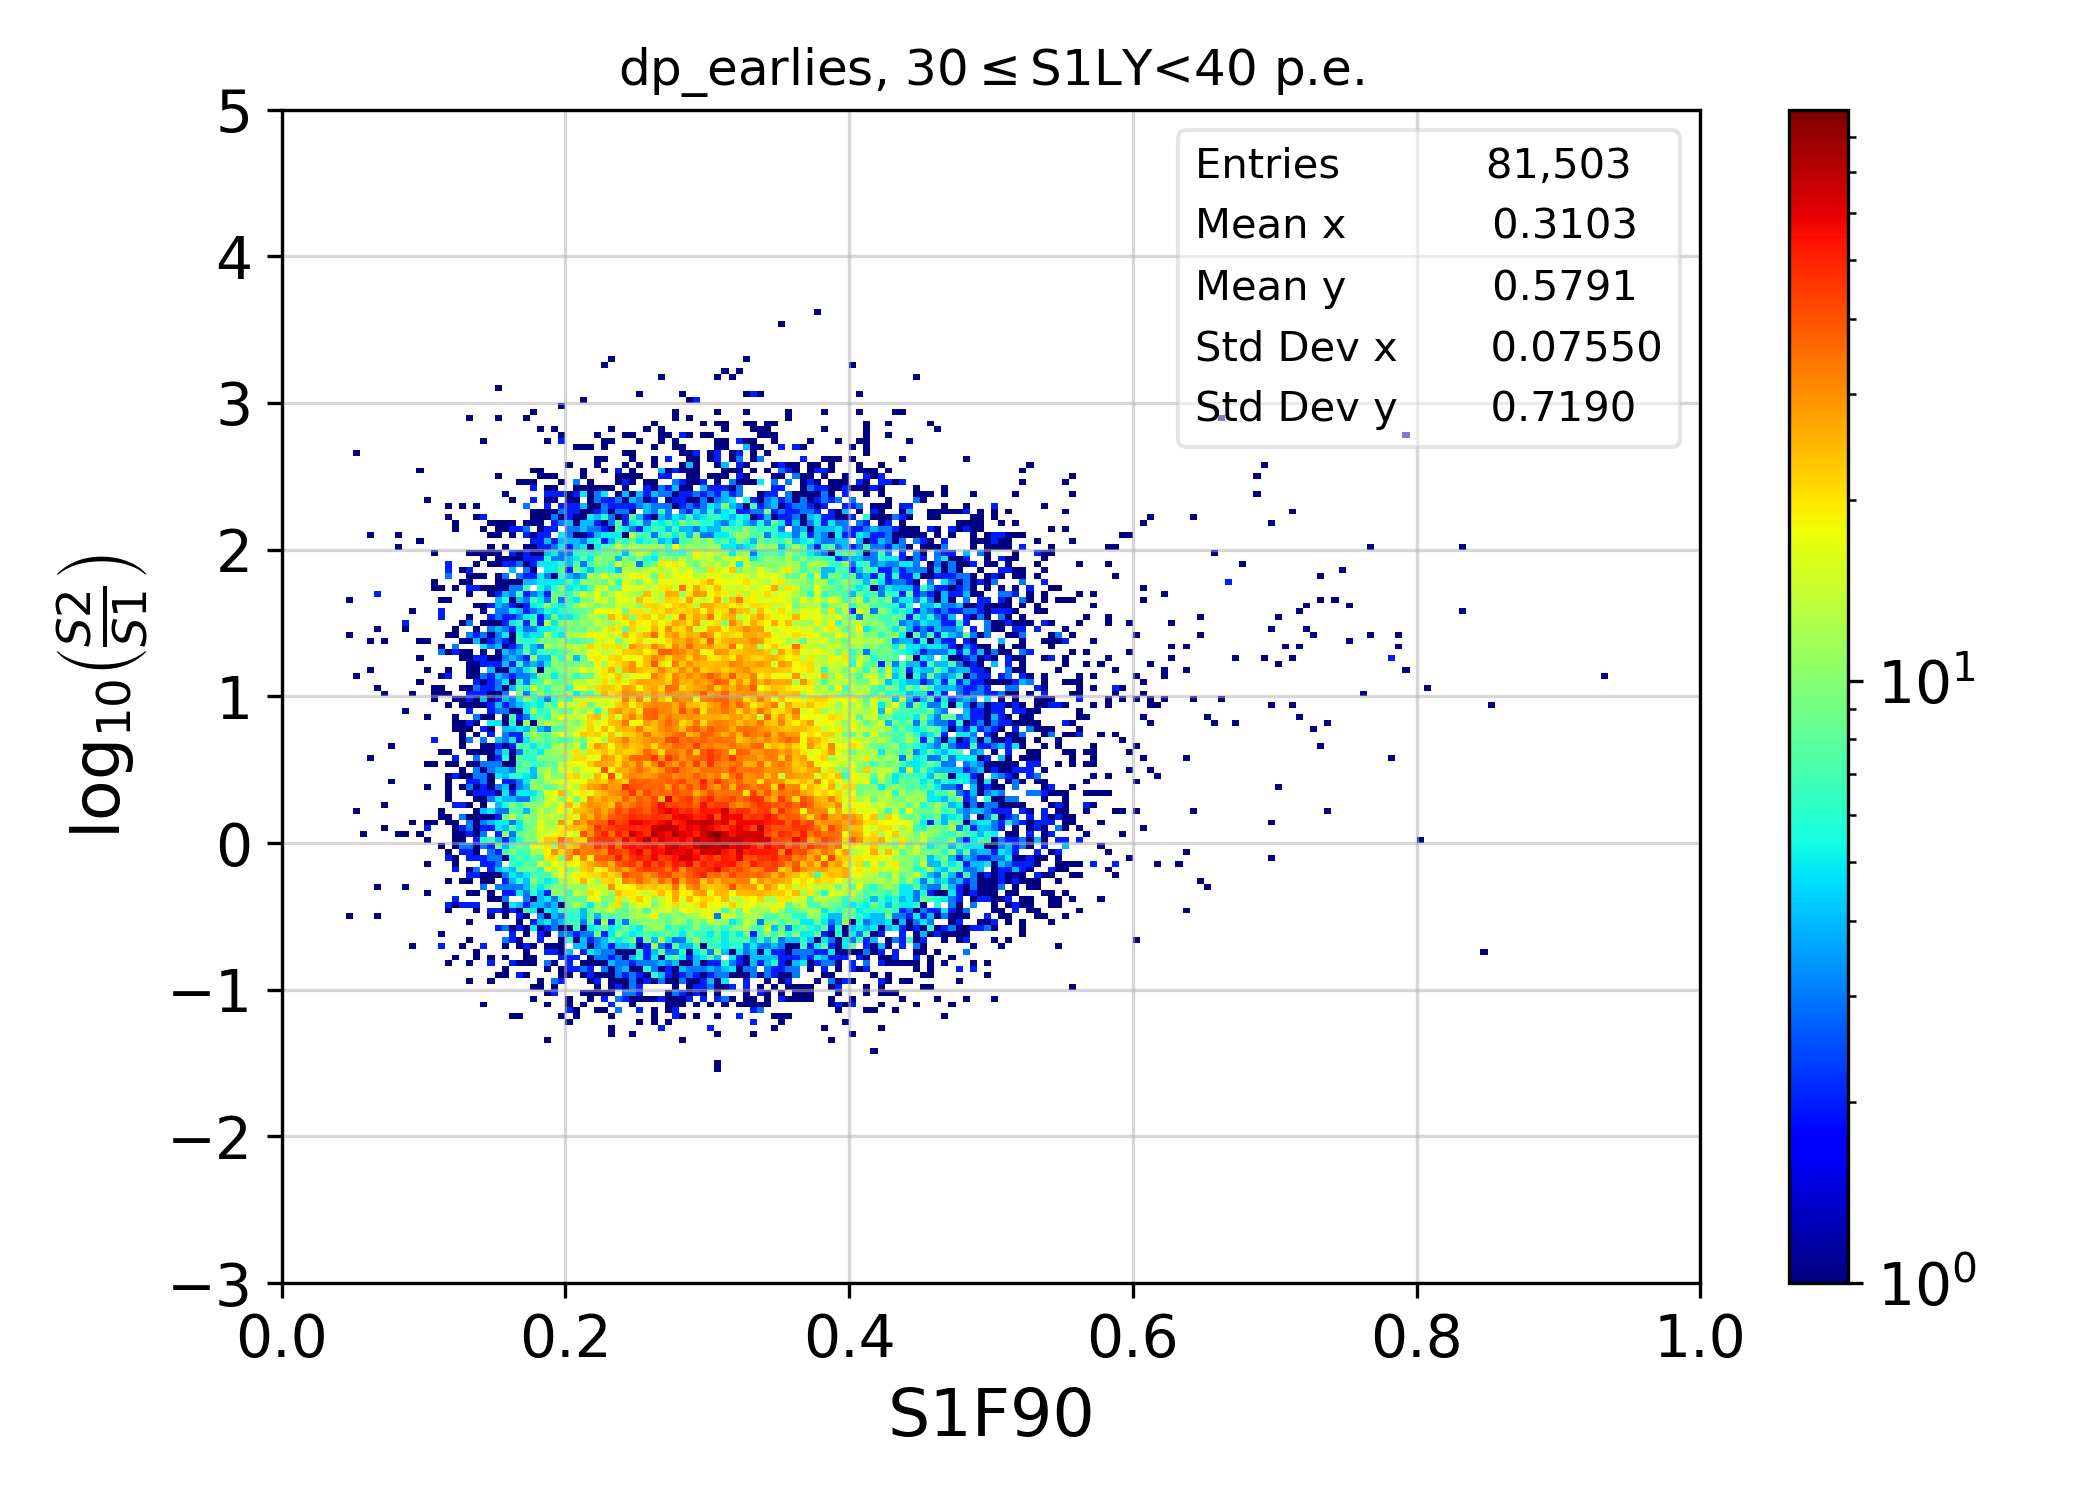 dp_earlies, 30 ≤ S1LY<40 p.e.
Entries 81,503
Mean x 0.3103
Mean y 0.5791
Std Dev x 0.07550
Std Dev y 0.7190
5
4
3
2
1
0
−1
−2
−3
log₁₀(S2/S1)
0.0 0.2 0.4 0.6 0.8 1.0
S1F90
10¹
10⁰